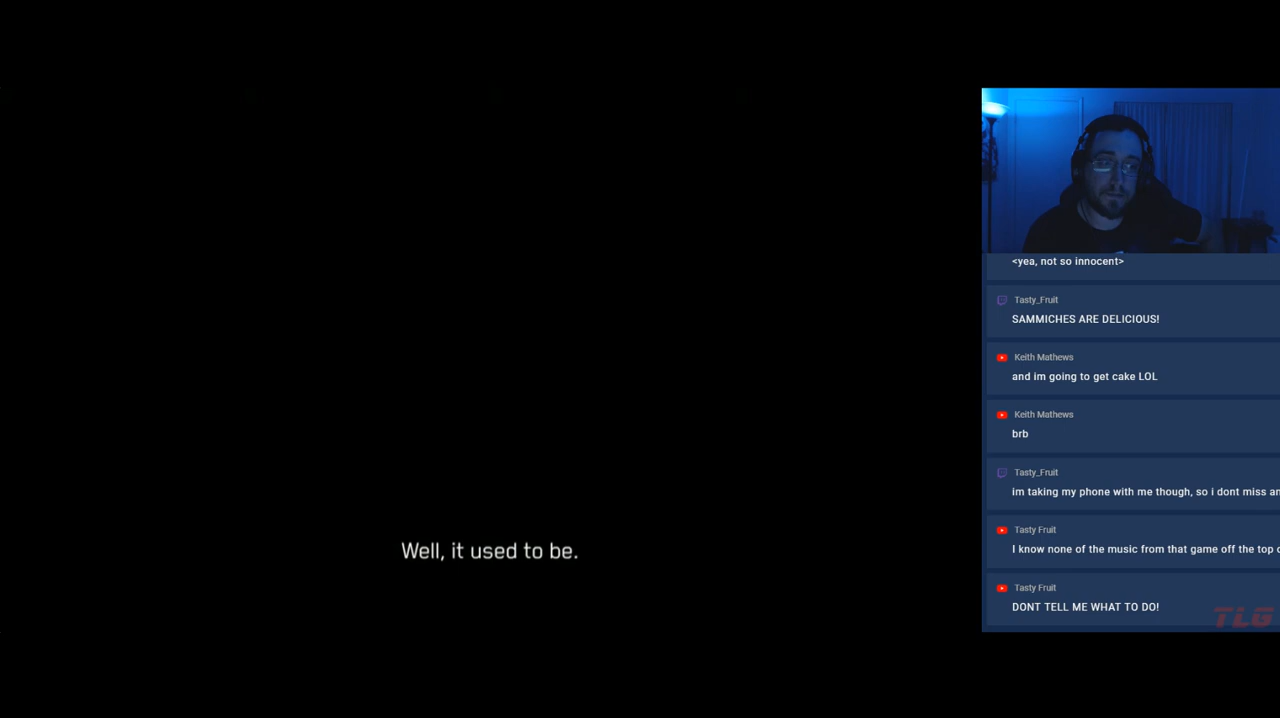 Well, it used to be.
<yea, not so innocent>
Tasty_Fruit
SAMMICHES ARE DELICIOUS!
Keith Mathews
and im going to get cake LOL
Keith Mathews
brb
Tasty_Fruit
im taking my phone with me though, so i dont miss
Tasty Fruit
I know none of the music from that game off the top
Tasty Fruit
DONT TELL ME WHAT TO DO!
TLG